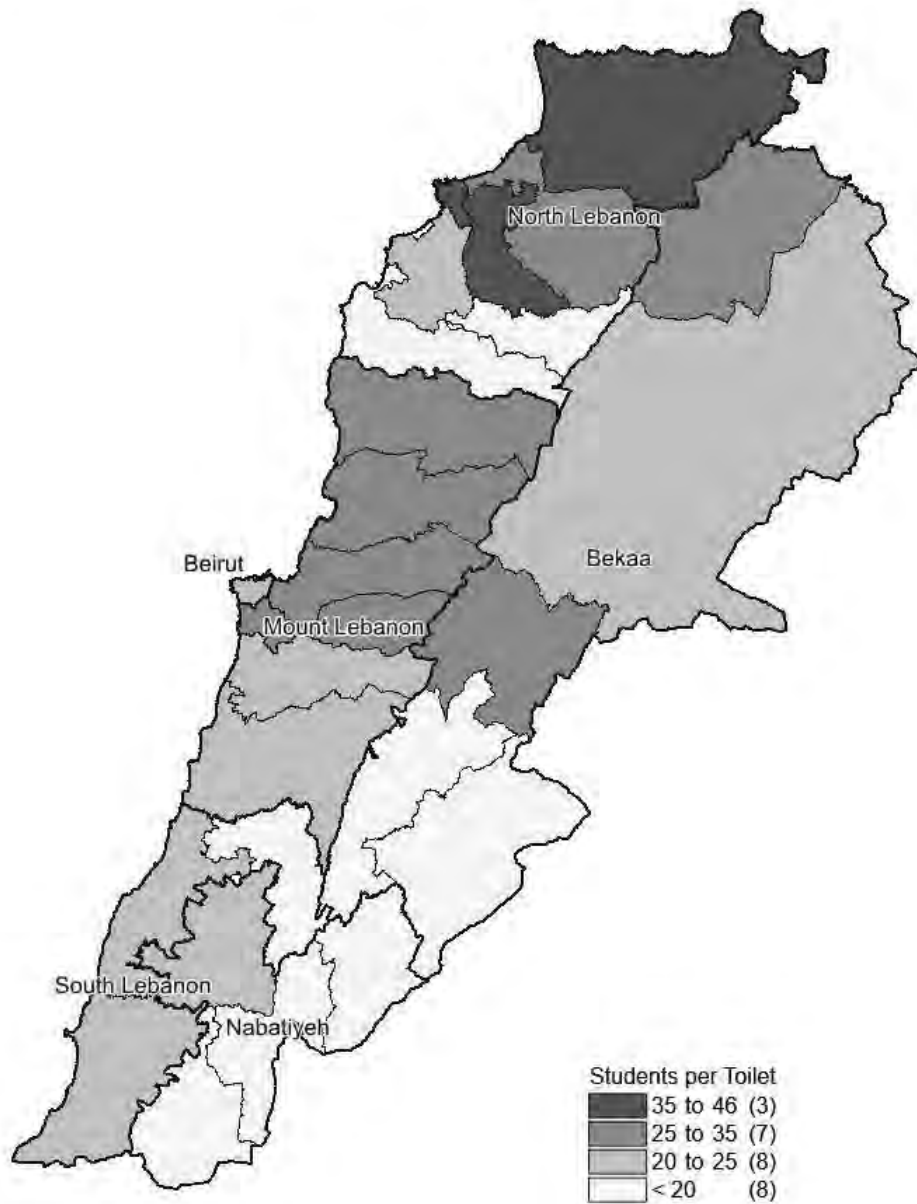 North Lebanon
Beirut
Bekaa
Mount Lebanon
South Lebanon
Nabatiyeh
Students per Toilet
35 to 46 (3)
25 to 35 (7)
20 to 25 (8)
< 20 (8)